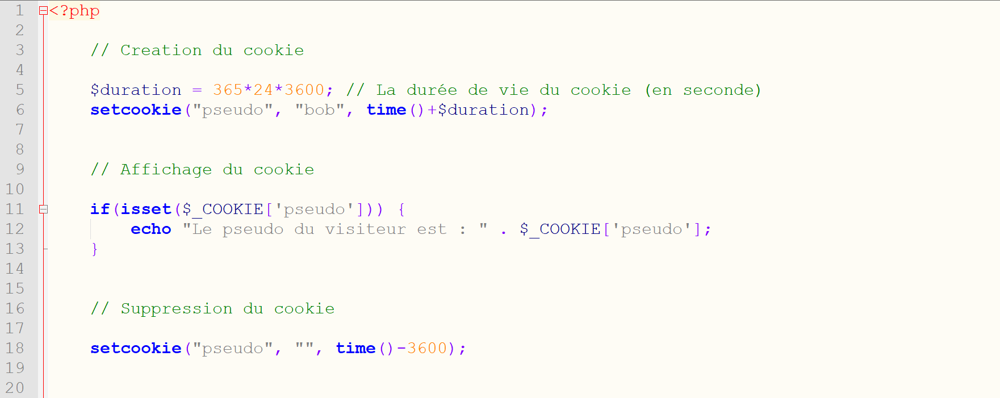 1 <?php
2
3 // Creation du cookie
4
5 $duration = 365*24*3600; // La durée de vie du cookie (en seconde)
6 setcookie("pseudo", "bob", time()+$duration);
7
8
9 // Affichage du cookie
10
11 if(isset($_COOKIE['pseudo'])) {
12 echo "Le pseudo du visiteur est : " . $_COOKIE['pseudo'];
13 }
14
15
16 // Suppression du cookie
17
18 setcookie("pseudo", "", time()-3600);
19
20